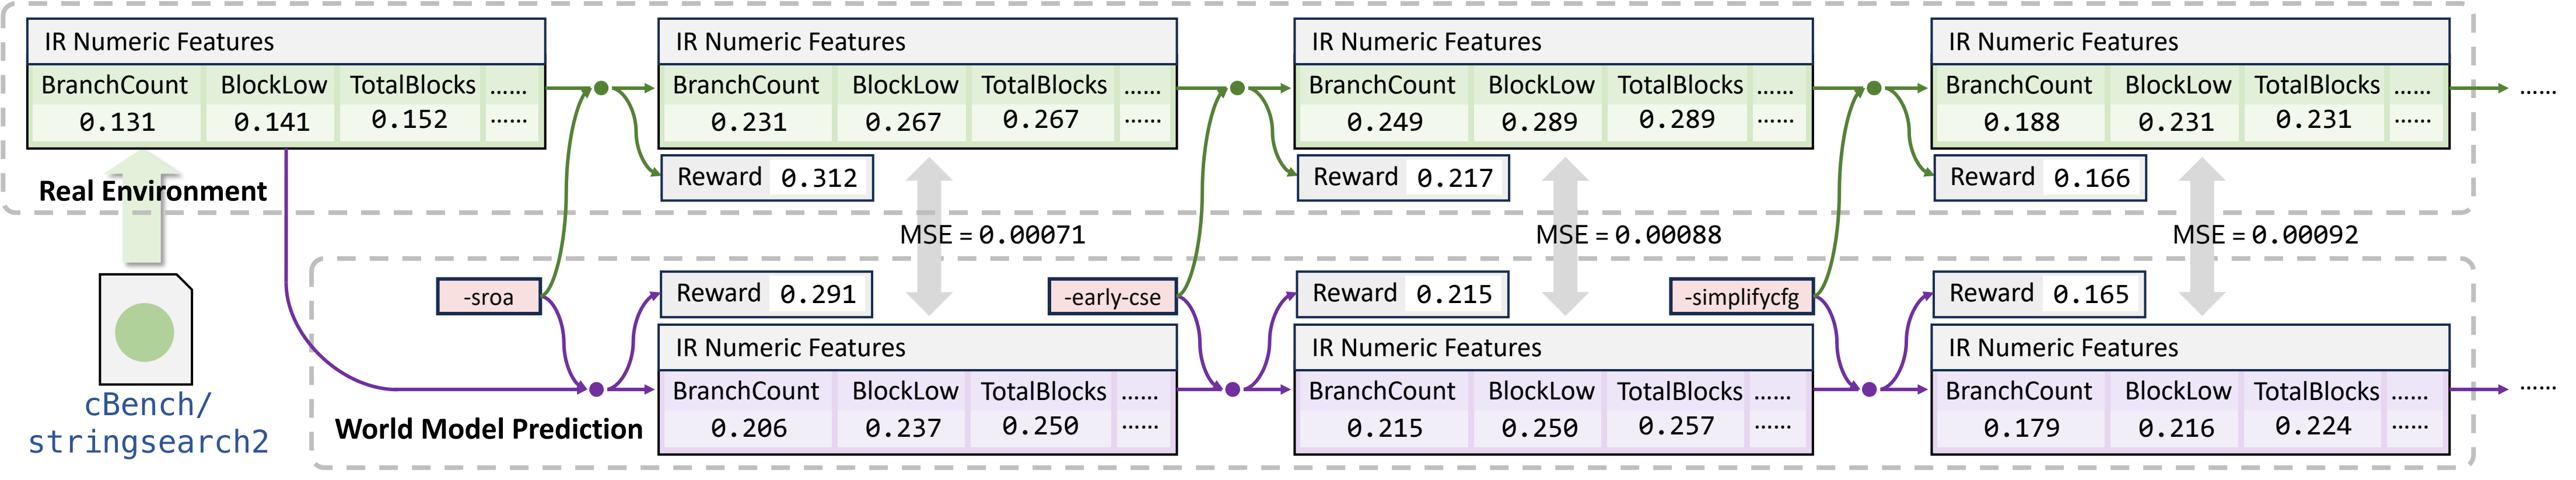 IR Numeric Features
BranchCount BlockLow TotalBlocks ......
0.131 0.141 0.152 ......
IR Numeric Features
BranchCount BlockLow TotalBlocks ......
0.231 0.267 0.267 ......
IR Numeric Features
BranchCount BlockLow TotalBlocks ......
0.249 0.289 0.289 ......
IR Numeric Features
BranchCount BlockLow TotalBlocks ......
0.188 0.231 0.231 ......
......
Real Environment
Reward 0.312
Reward 0.217
Reward 0.166
MSE = 0.00071
MSE = 0.00088
MSE = 0.00092
cBench/
stringsearch2
-sroa
Reward 0.291
-early-cse
Reward 0.215
-simplifycfg
Reward 0.165
World Model Prediction
IR Numeric Features
BranchCount BlockLow TotalBlocks ......
0.206 0.237 0.250 ......
IR Numeric Features
BranchCount BlockLow TotalBlocks ......
0.215 0.250 0.257 ......
IR Numeric Features
BranchCount BlockLow TotalBlocks ......
0.179 0.216 0.224 ......
......